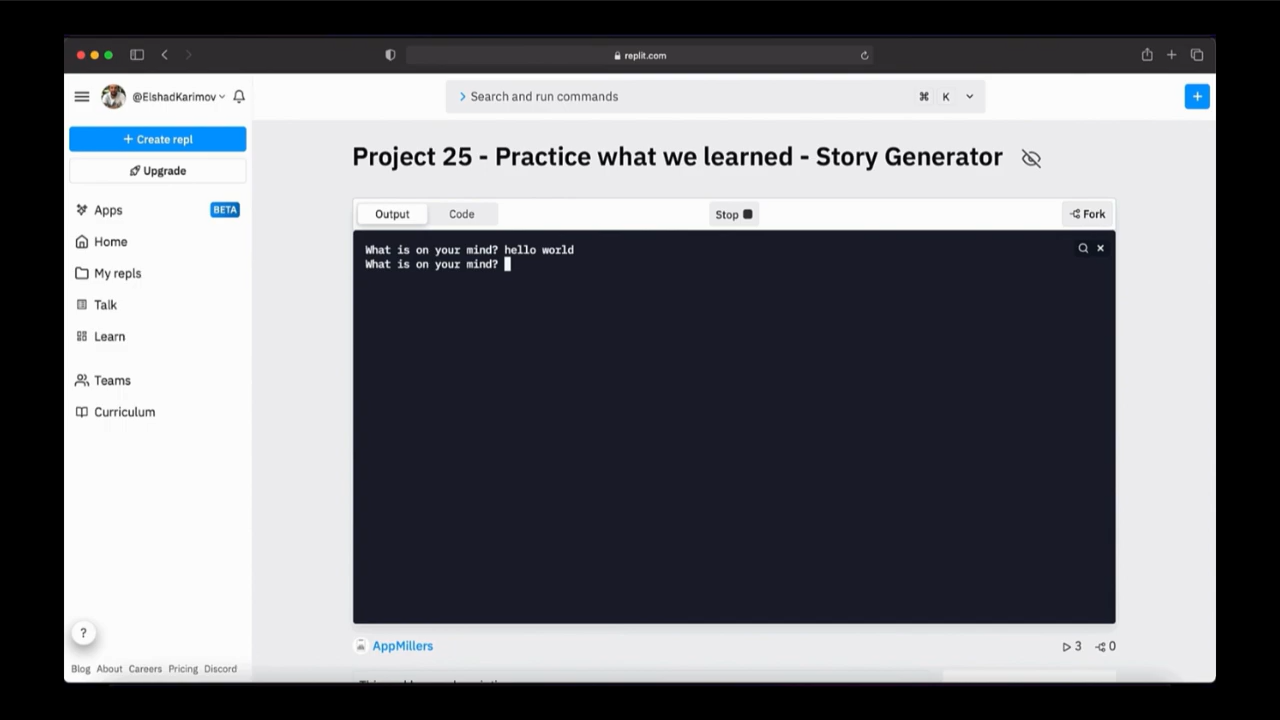 replit.com
@ElshadKarimov
Search and run commands
⌘ K
+ Create repl
Upgrade
Apps
BETA
Home
My repls
Talk
Learn
Teams
Curriculum
Project 25 - Practice what we learned - Story Generator
Output
Code
Stop
Fork
What is on your mind? hello world
What is on your mind?
?
AppMillers
3
0
Blog About Careers Pricing Discord